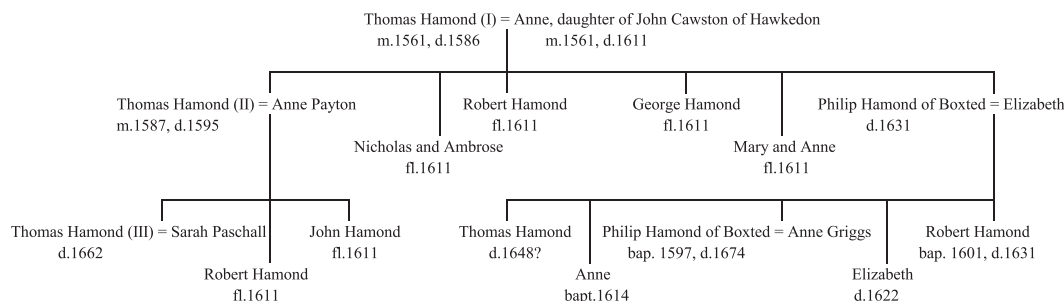 Thomas Hamond (I) = Anne, daughter of John Cawston of Hawkedon
m.1561, d.1586 m.1561, d.1611
Thomas Hamond (II) = Anne Payton
m.1587, d.1595
Nicholas and Ambrose
fl.1611
Robert Hamond
fl.1611
George Hamond
fl.1611
Mary and Anne
fl.1611
Philip Hamond of Boxted = Elizabeth
d.1631
Thomas Hamond (III) = Sarah Paschall
d.1662
Robert Hamond
fl.1611
John Hamond
fl.1611
Thomas Hamond
d.1648?
Anne
bapt.1614
Philip Hamond of Boxted = Anne Griggs
bap. 1597, d.1674
Elizabeth
d.1622
Robert Hamond
bap. 1601, d.1631